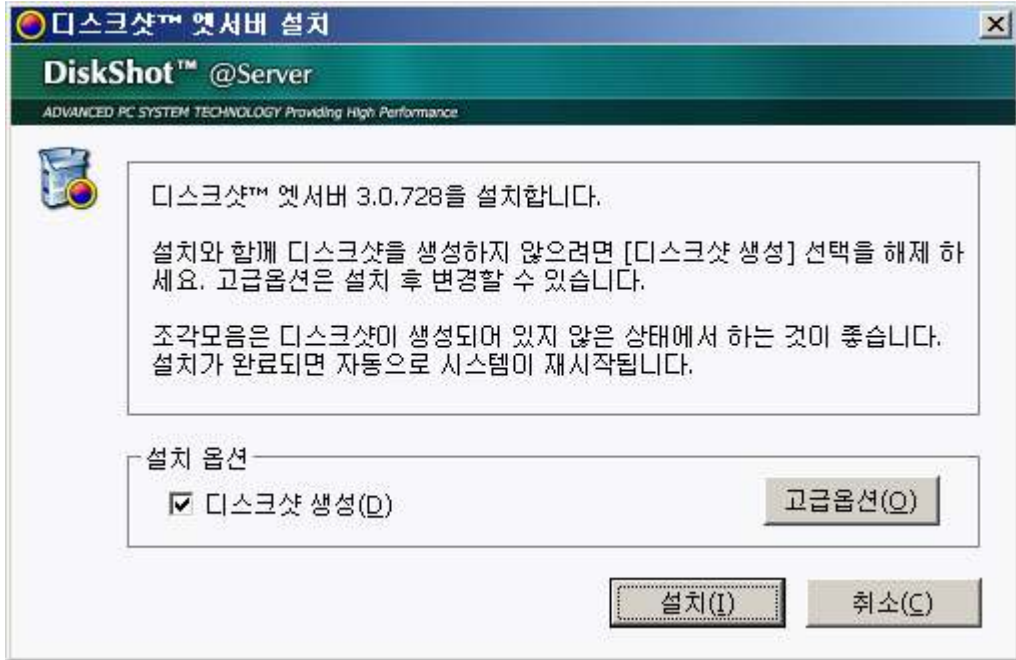 디스크샷™ 엣서버 설치
DiskShot™ @Server
ADVANCED PC SYSTEM TECHNOLOGY Providing High Performance
디스크샷™ 엣서버 3.0.728을 설치합니다.
설치와 함께 디스크샷을 생성하지 않으려면 [디스크샷 생성] 선택을 해제 하
세요. 고급옵션은 설치 후 변경할 수 있습니다.
조각모음은 디스크샷이 생성되어 있지 않은 상태에서 하는 것이 좋습니다.
설치가 완료되면 자동으로 시스템이 재시작됩니다.
설치 옵션
디스크샷 생성(D)
고급옵션(O)
설치(I)
취소(C)